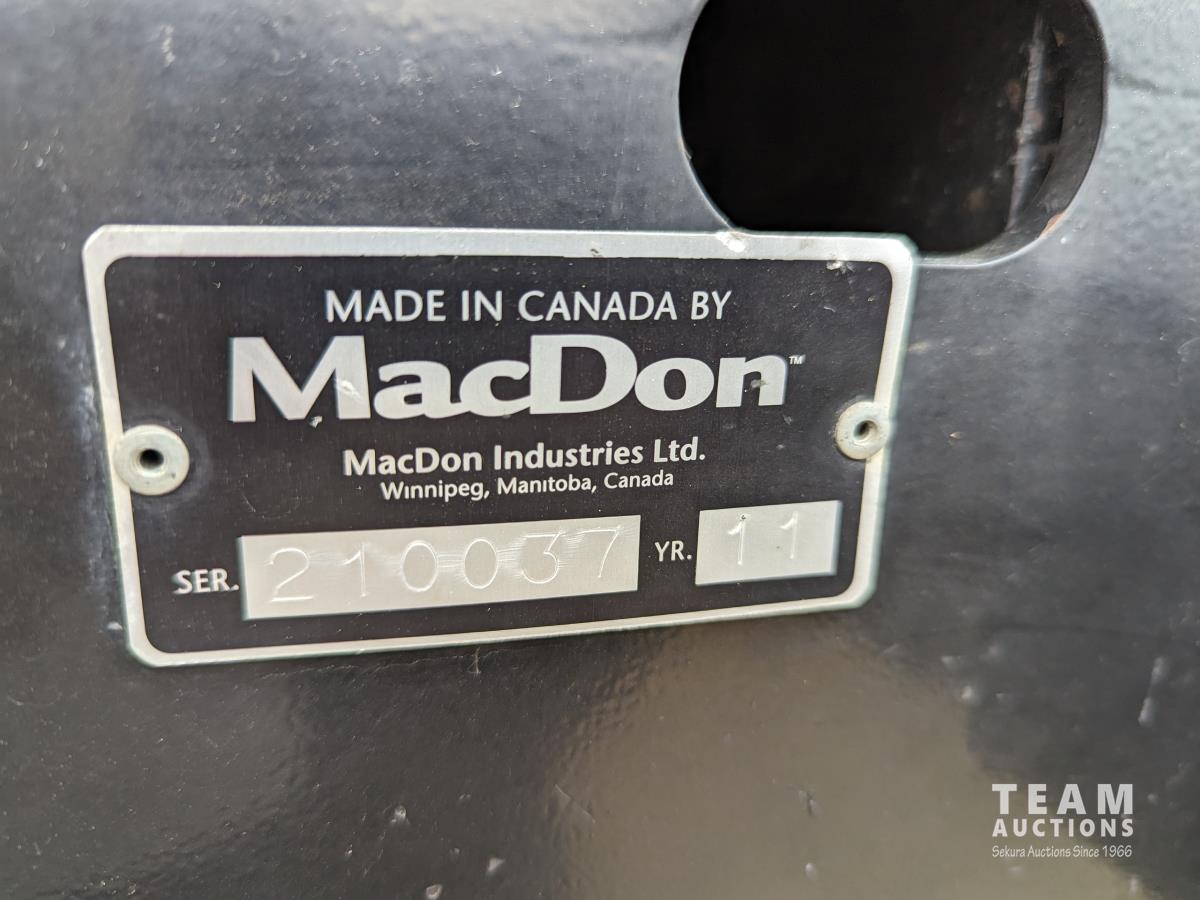 MADE IN CANADA BY
MacDon™
MacDon Industries Ltd.
Winnipeg, Manitoba, Canada
SER. 210037 YR. 11
TEAM
AUCTIONS
Sekura Auctions Since 1966